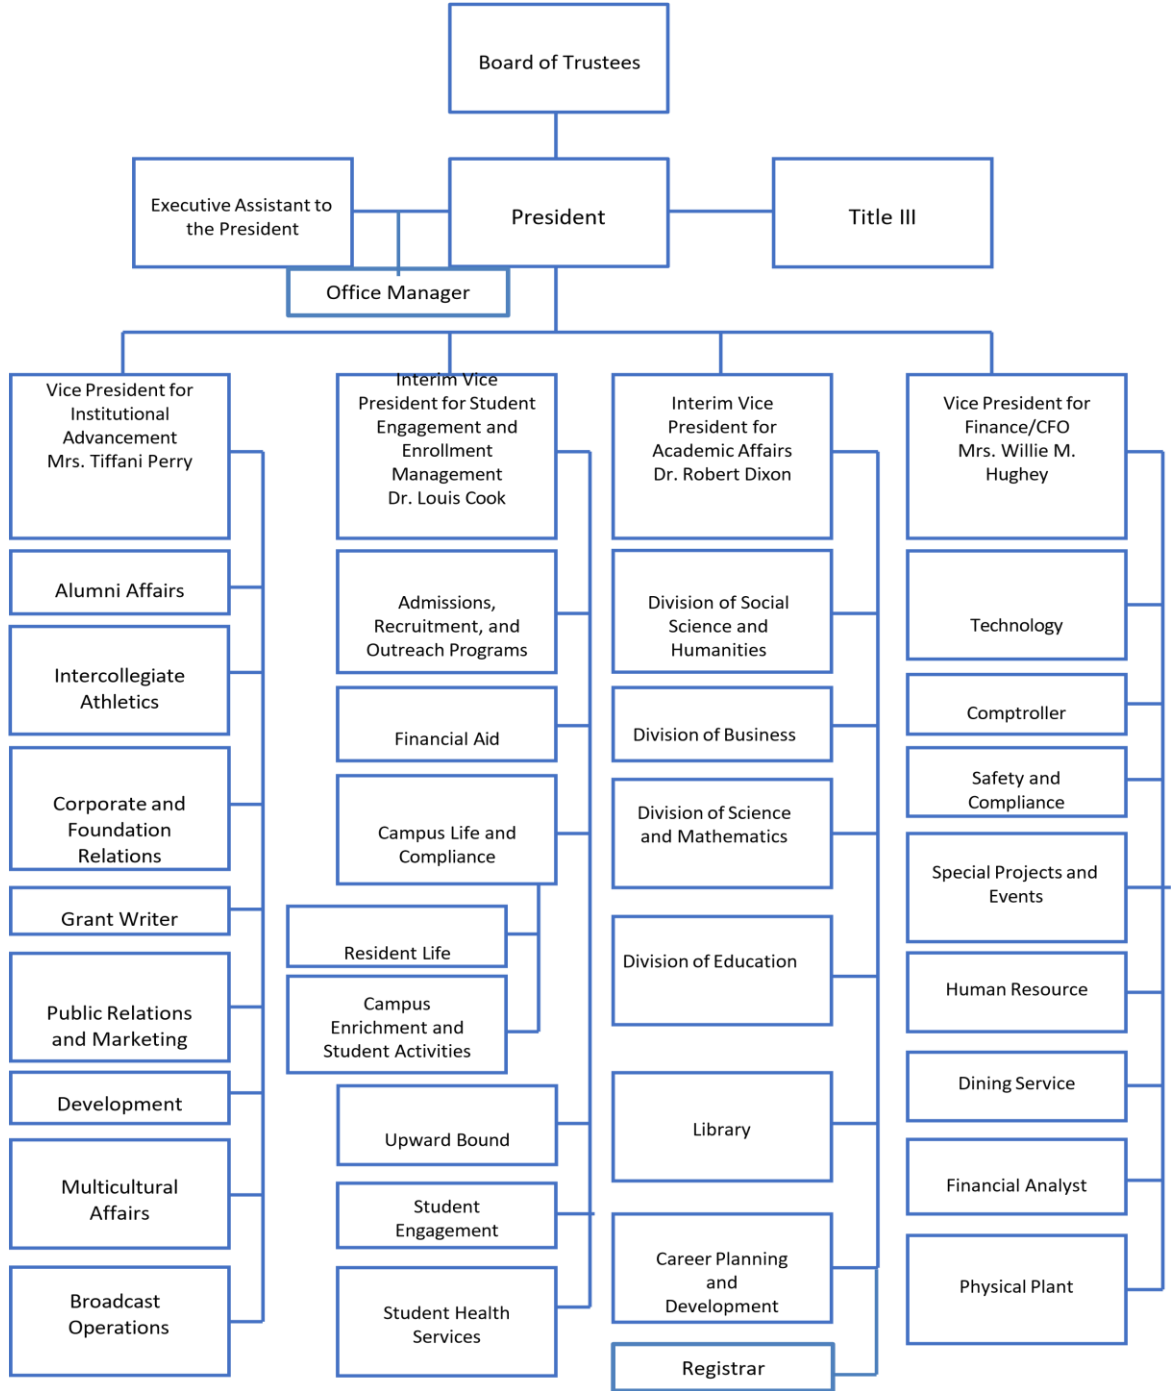 Board of Trustees
Executive Assistant to
the President
President
Title III
Office Manager
Vice President for
Institutional
Advancement
Mrs. Tiffani Perry
Interim Vice
President for Student
Engagement and
Enrollment
Management
Dr. Louis Cook
Interim Vice
President for
Academic Affairs
Dr. Robert Dixon
Vice President for
Finance/CFO
Mrs. Willie M.
Hughey
Alumni Affairs
Intercollegiate
Athletics
Corporate and
Foundation
Relations
Grant Writer
Public Relations
and Marketing
Development
Multicultural
Affairs
Broadcast
Operations
Admissions,
Recruitment, and
Outreach Programs
Financial Aid
Campus Life and
Compliance
Resident Life
Campus
Enrichment and
Student Activities
Upward Bound
Student
Engagement
Student Health
Services
Division of Social
Science and
Humanities
Division of Business
Division of Science
and Mathematics
Division of Education
Library
Career Planning
and
Development
Registrar
Technology
Comptroller
Safety and
Compliance
Special Projects and
Events
Human Resource
Dining Service
Financial Analyst
Physical Plant